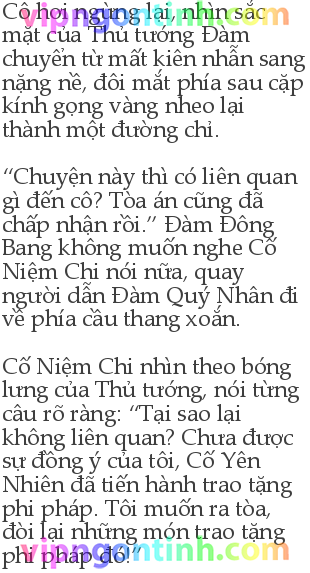 Cô hơi ngừng lại, nhìn sắc
mặt của Thủ tướng Đàm
chuyển từ mất kiên nhẫn sang
nặng nề, đôi mắt phía sau cặp
kính gọng vàng nheo lại
thành một đường chỉ.
“Chuyện này thì có liên quan
gì đến cô? Tòa án cũng đã
chấp nhận rồi.” Đàm Đông
Bang không muốn nghe Cố
Niệm Chi nói nữa, quay
người dẫn Đàm Quý Nhân đi
về phía cầu thang xoắn.
Cố Niệm Chi nhìn theo bóng
lưng của Thủ tướng, nói từng
câu rõ ràng: “Tại sao lại
không liên quan? Chưa được
sự đồng ý của tôi, Cố Yên
Nhiên đã tiến hành trao tặng
phi pháp. Tôi muốn ra tòa,
đòi lại những món trao tặng
phi pháp đó!”
vipngontinh.com
vipngontinh.com